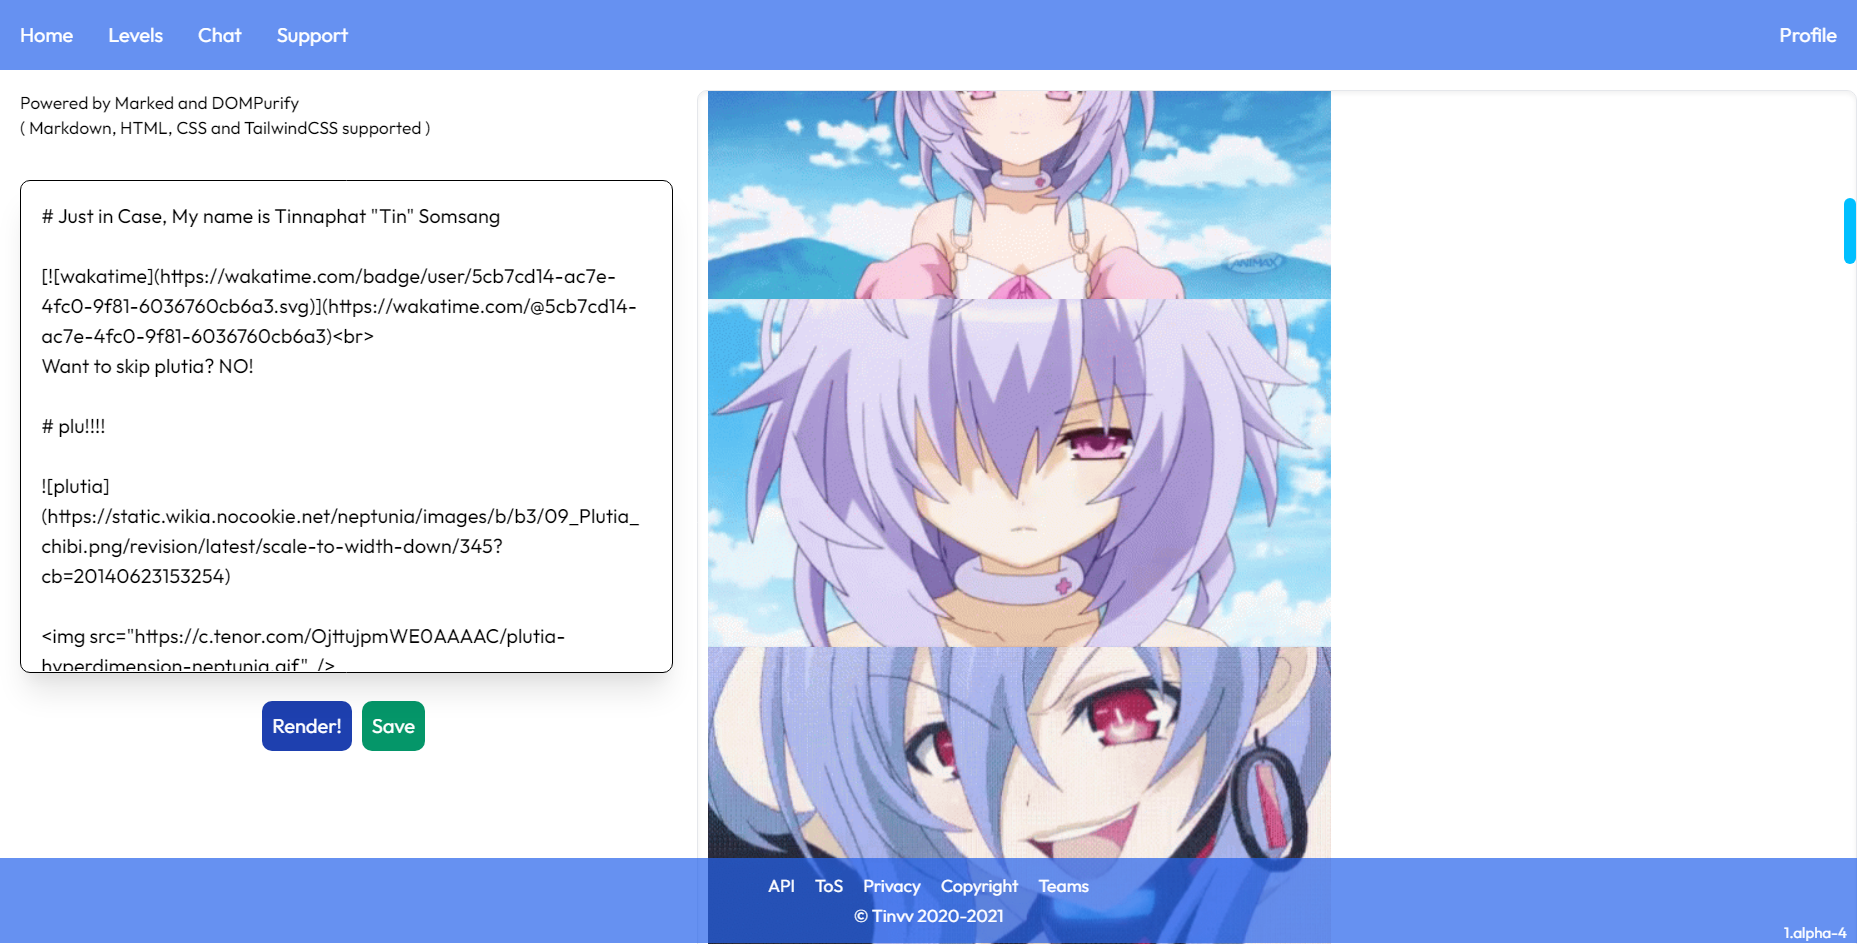 Home Levels Chat Support Profile
Powered by Marked and DOMPurify
( Markdown, HTML, CSS and TailwindCSS supported )
# Just in Case, My name is Tinnaphat "Tin" Somsang
[![wakatime](https://wakatime.com/badge/user/5cb7cd14-ac7e-
4fc0-9f81-6036760cb6a3.svg)](https://wakatime.com/@5cb7cd14-
ac7e-4fc0-9f81-6036760cb6a3)<br>
Want to skip plutia? NO!
# plu!!!!
![plutia]
(https://static.wikia.nocookie.net/neptunia/images/b/b3/09_Plutia_
chibi.png/revision/latest/scale-to-width-down/345?
cb=20140623153254)
<img src="https://c.tenor.com/OjttujpmWE0AAAAC/plutia-
hyperdimension-neptunia.gif" />
Render! Save
ANIMAX
API ToS Privacy Copyright Teams
© Tinvv 2020-2021
1.alpha-4